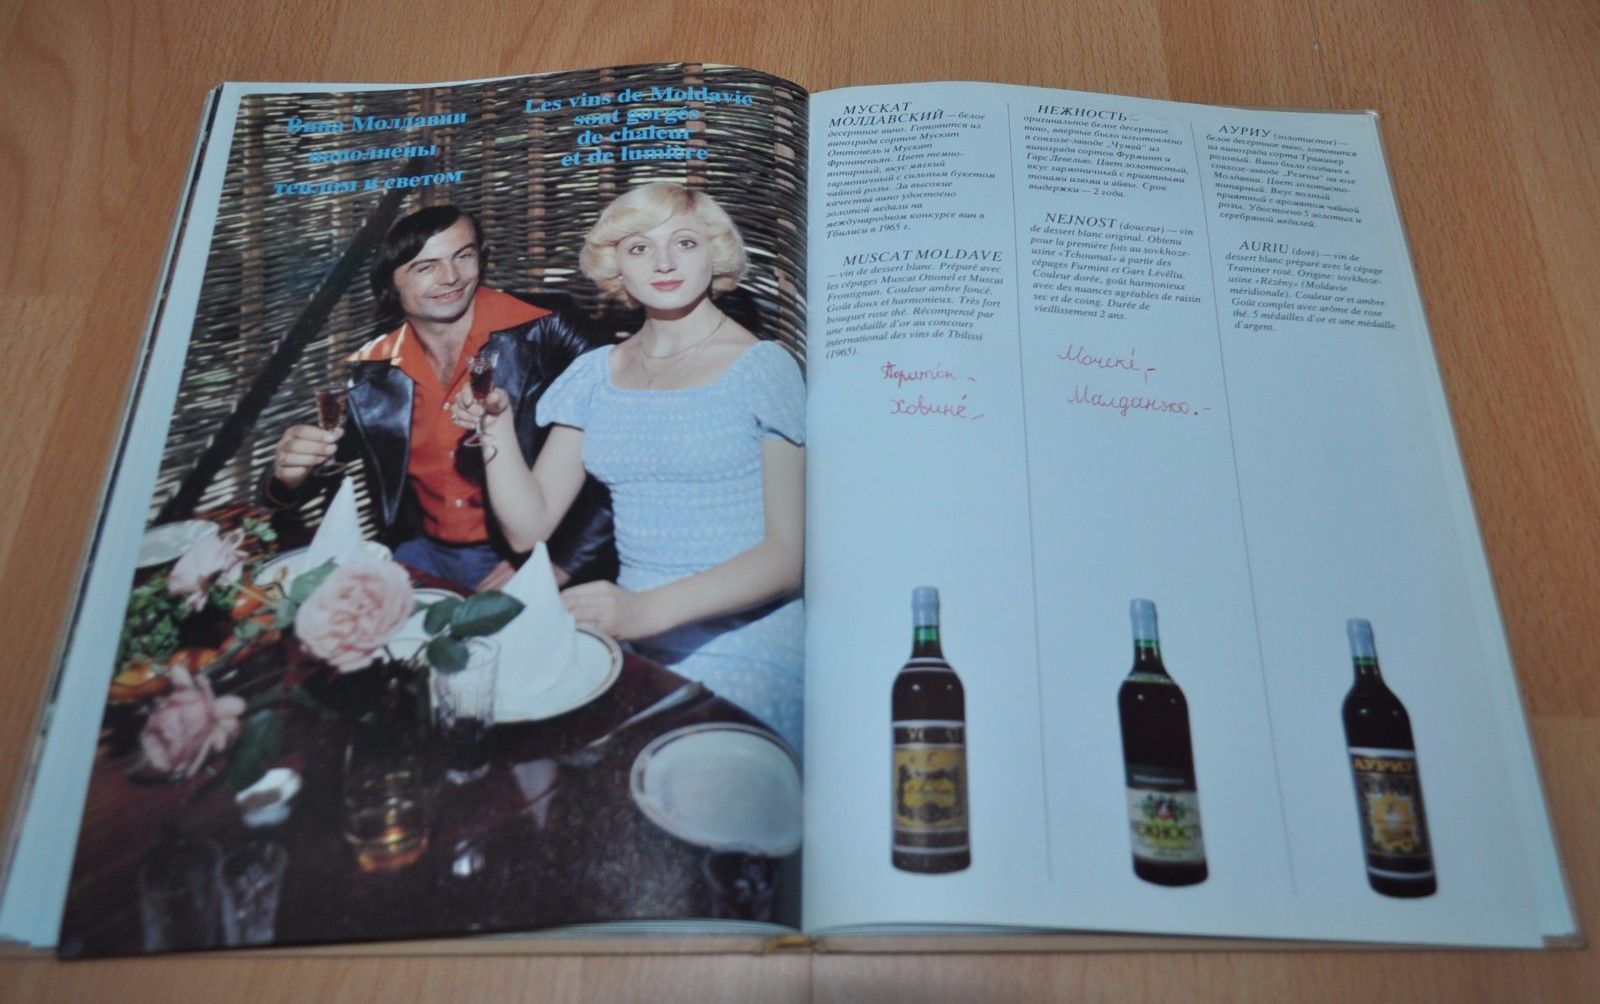 Вина Молдавии
наполнены
теплом и светом
Les vins de Moldavie
sont gorgés
de chaleur
et de lumière
МУСКАТ
МОЛДАВСКИЙ — белое
десертное вино. Готовится из
винограда сортов Мускат
Оттонель и Мускат
Фронтеньян. Цвет темно-
янтарный, вкус мягкий
гармоничный с сильным букетом
чайной розы. За высокие
качества вино удостоено
золотой медали на
международном конкурсе вин в
Тбилиси в 1965 г.
MUSCAT MOLDAVE
— vin de dessert blanc. Préparé avec
les cépages Muscat Ottonel et Muscat
Frontignan. Couleur ambre foncé.
Goût doux et harmonieux. Très fort
bouquet rose thé. Récompensé par
une médaille d'or au concours
international des vins de Tbilissi
(1965).
Ховине́ –
НЕЖНОСТЬ —
оригинальное белое десертное
вино, впервые было изготовлено
в совхозе-заводе „Чумай" из
винограда сортов Фурминт и
Гарс Левелью. Цвет золотистый,
вкус гармоничный с приятными
тонами изюма и айвы. Срок
выдержки — 2 года.
NEJNOST (douceur) — vin
de dessert blanc original. Obtenu
pour la première fois au sovkhoze-
usine «Tchoumaï» à partir des
cépages Furmint et Gars Lévéliu.
Couleur dorée, goût harmonieux
avec des nuances agréables de raisin
sec et de coing. Durée de
vieillissement 2 ans.
Мочеке́, –
Малданжо. –
АУРИУ (золотистое) —
белое десертное вино, готовится
из винограда сорта Траминер
розовый. Вино было создано в
совхозе-заводе „Резены" на юге
Молдавии. Цвет золотисто-
янтарный. Вкус полный
приятный с ароматом чайной
розы. Удостоено 5 золотых и
серебряной медалей.
AURIU (doré) — vin de
dessert blanc préparé avec le cépage
Traminer rosé. Origine: sovkhoze-
usine «Rézény» (Moldavie
méridionale). Couleur or et ambre.
Goût complet avec arôme de rose
thé. 5 médailles d'or et une médaille
d'argent.
НЕЖНОСТЬ
АУРИУ